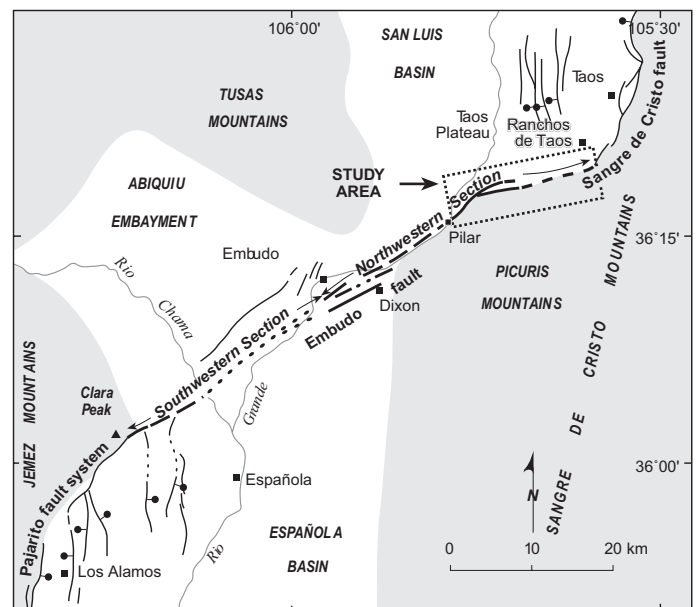 106°00'
105°30'
SAN LUIS
BASIN
TUSAS
MOUNTAINS
Taos
Taos
Plateau
Ranchos
de Taos
Sangre de Cristo fault
STUDY
AREA
ABIQUIU
EMBAYMENT
Northwestern Section
Pilar
36°15'
Embudo
Rio
Chama
PICURIS
MOUNTAINS
Dixon
Embudo fault
Southwestern Section
SANGRE DE CRISTO MOUNTAINS
JEMEZ MOUNTAINS
Clara
Peak
Grande
36°00'
Pajarito fault system
Española
N
ESPAÑOLA
BASIN
Rio
Los Alamos
0 10 20 km